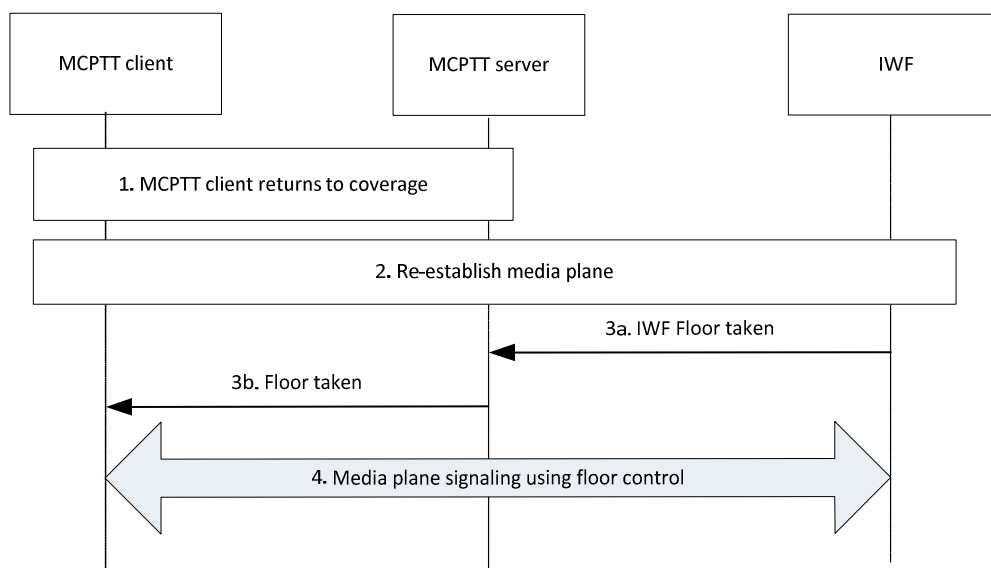 MCPTT client
MCPTT server
IWF
1. MCPTT client returns to coverage
2. Re-establish media plane
3a. IWF Floor taken
3b. Floor taken
4. Media plane signaling using floor control